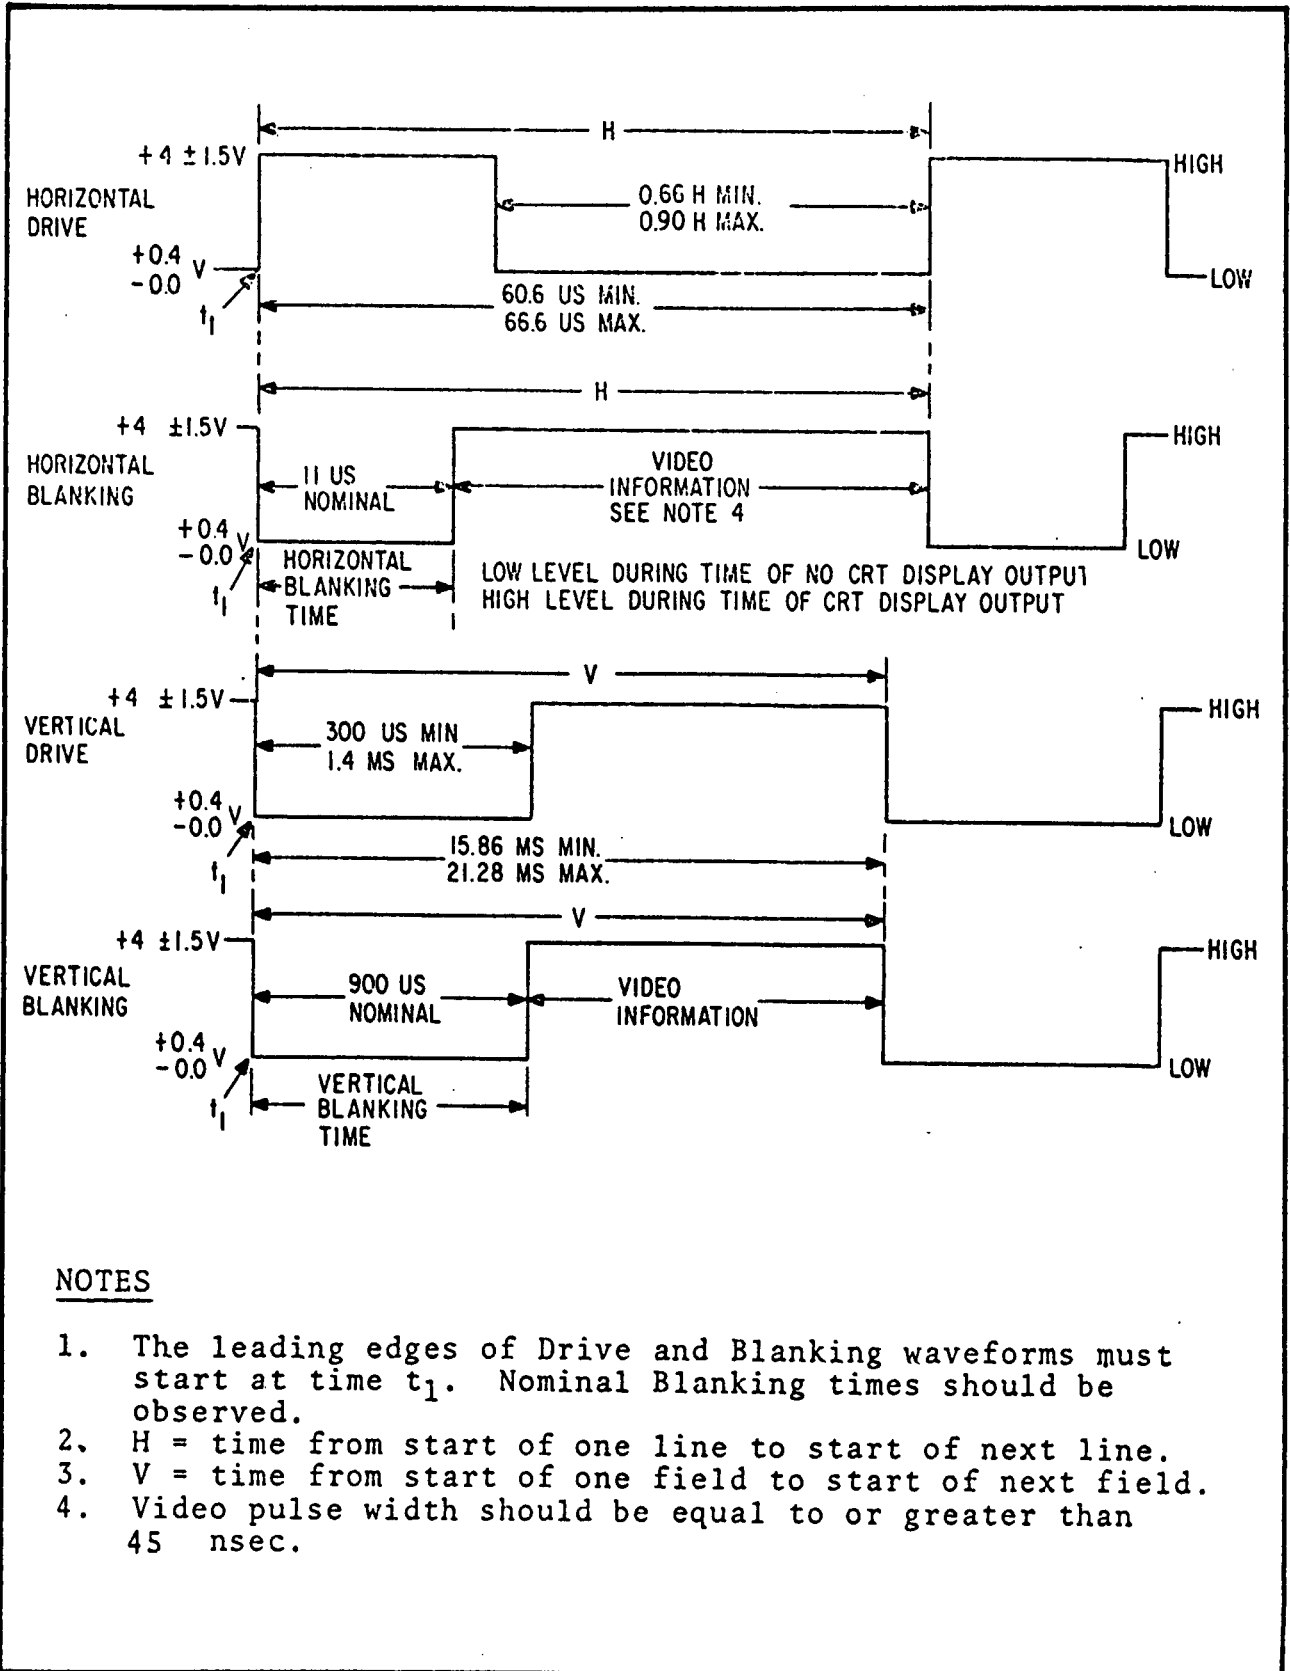 H
+4 ±1.5V
HIGH
HORIZONTAL
DRIVE
0.66 H MIN.
0.90 H MAX.
+0.4
-0.0 V
LOW
t1
60.6 US MIN.
66.6 US MAX.
H
+4 ±1.5V
HIGH
HORIZONTAL
BLANKING
11 US
NOMINAL
VIDEO
INFORMATION
SEE NOTE 4
+0.4
-0.0 V
LOW
t1
HORIZONTAL
BLANKING
TIME
LOW LEVEL DURING TIME OF NO CRT DISPLAY OUTPUT
HIGH LEVEL DURING TIME OF CRT DISPLAY OUTPUT
V
+4 ±1.5V
HIGH
VERTICAL
DRIVE
300 US MIN
1.4 MS MAX.
+0.4
-0.0 V
LOW
t1
15.86 MS MIN.
21.28 MS MAX.
V
+4 ±1.5V
HIGH
VERTICAL
BLANKING
900 US
NOMINAL
VIDEO
INFORMATION
+0.4
-0.0 V
LOW
t1
VERTICAL
BLANKING
TIME
NOTES
1. The leading edges of Drive and Blanking waveforms must
start at time t1. Nominal Blanking times should be
observed.
2. H = time from start of one line to start of next line.
3. V = time from start of one field to start of next field.
4. Video pulse width should be equal to or greater than
45 nsec.